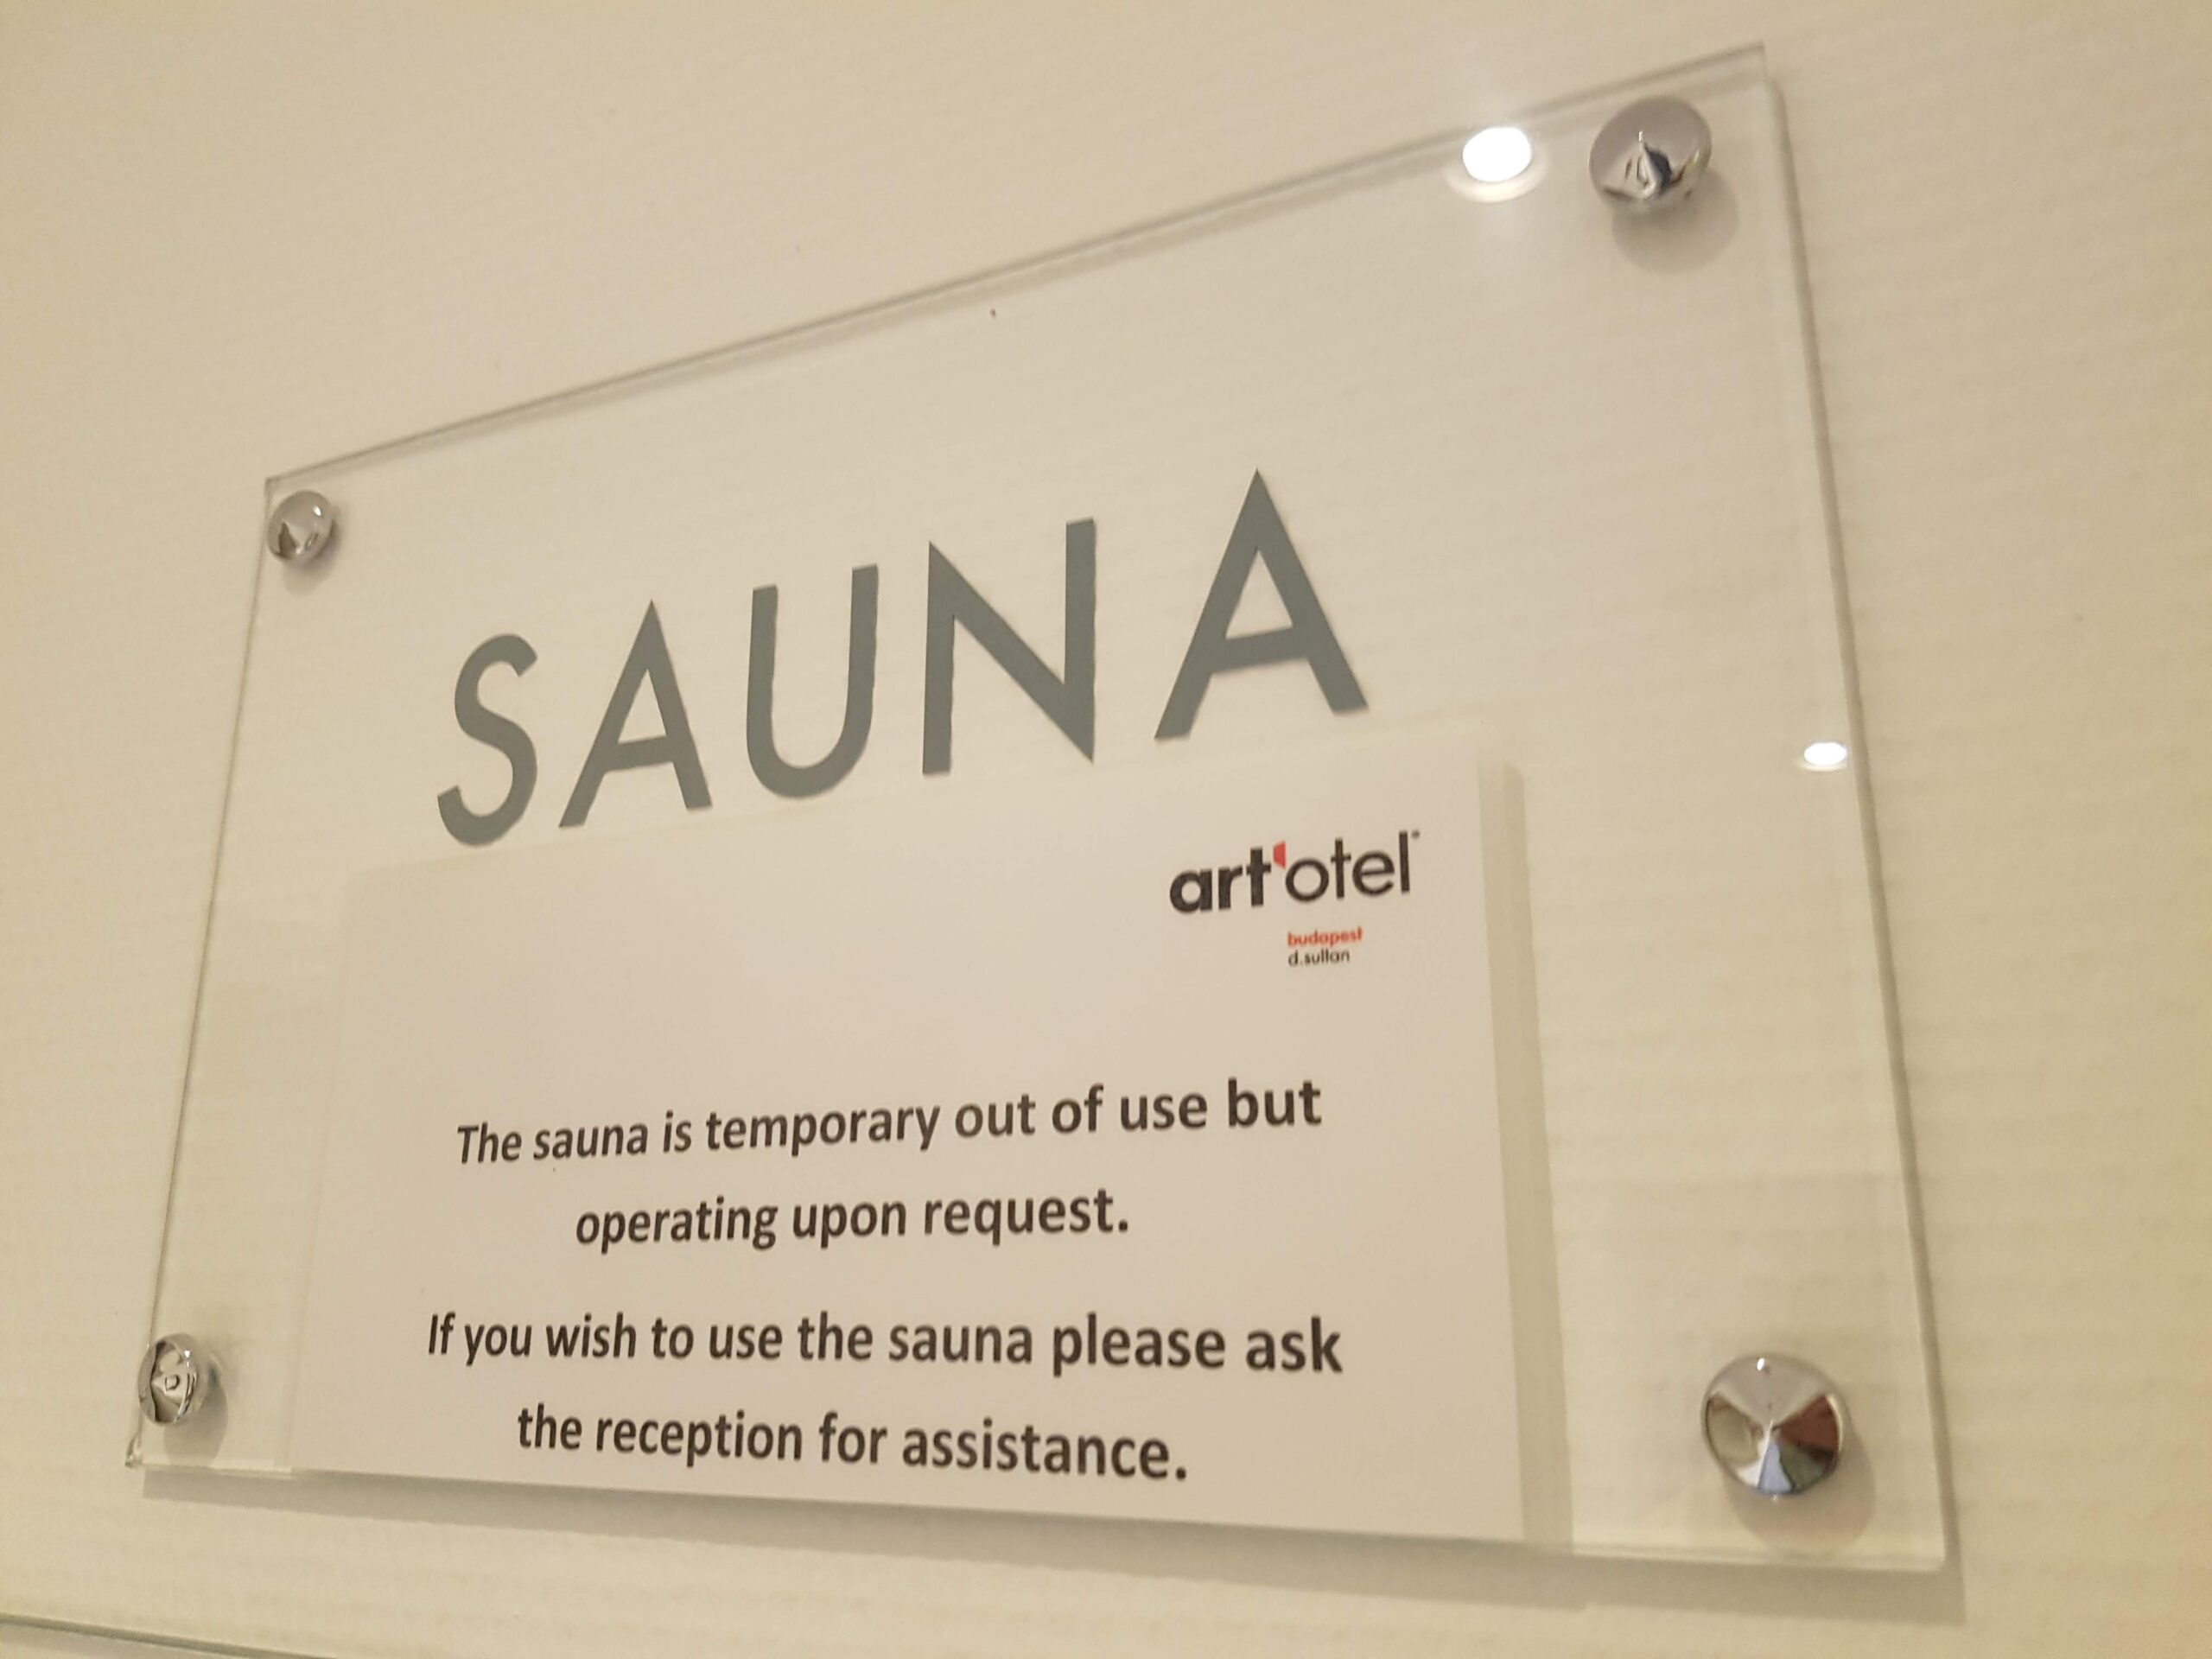 SAUNA
art'otel
budapest
d.sultan
The sauna is temporary out of use but
operating upon request.
If you wish to use the sauna please ask
the reception for assistance.